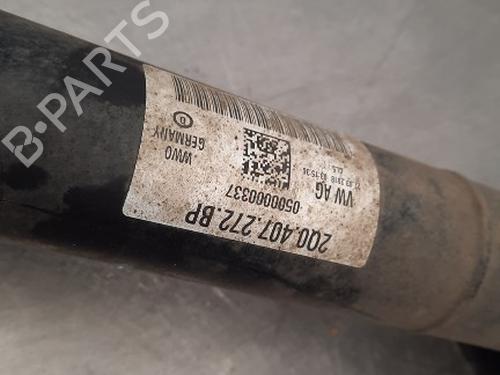 B-PARTS
VW AG
0500000337
WWO
GERMANY
D
2Q0.407.272.BP